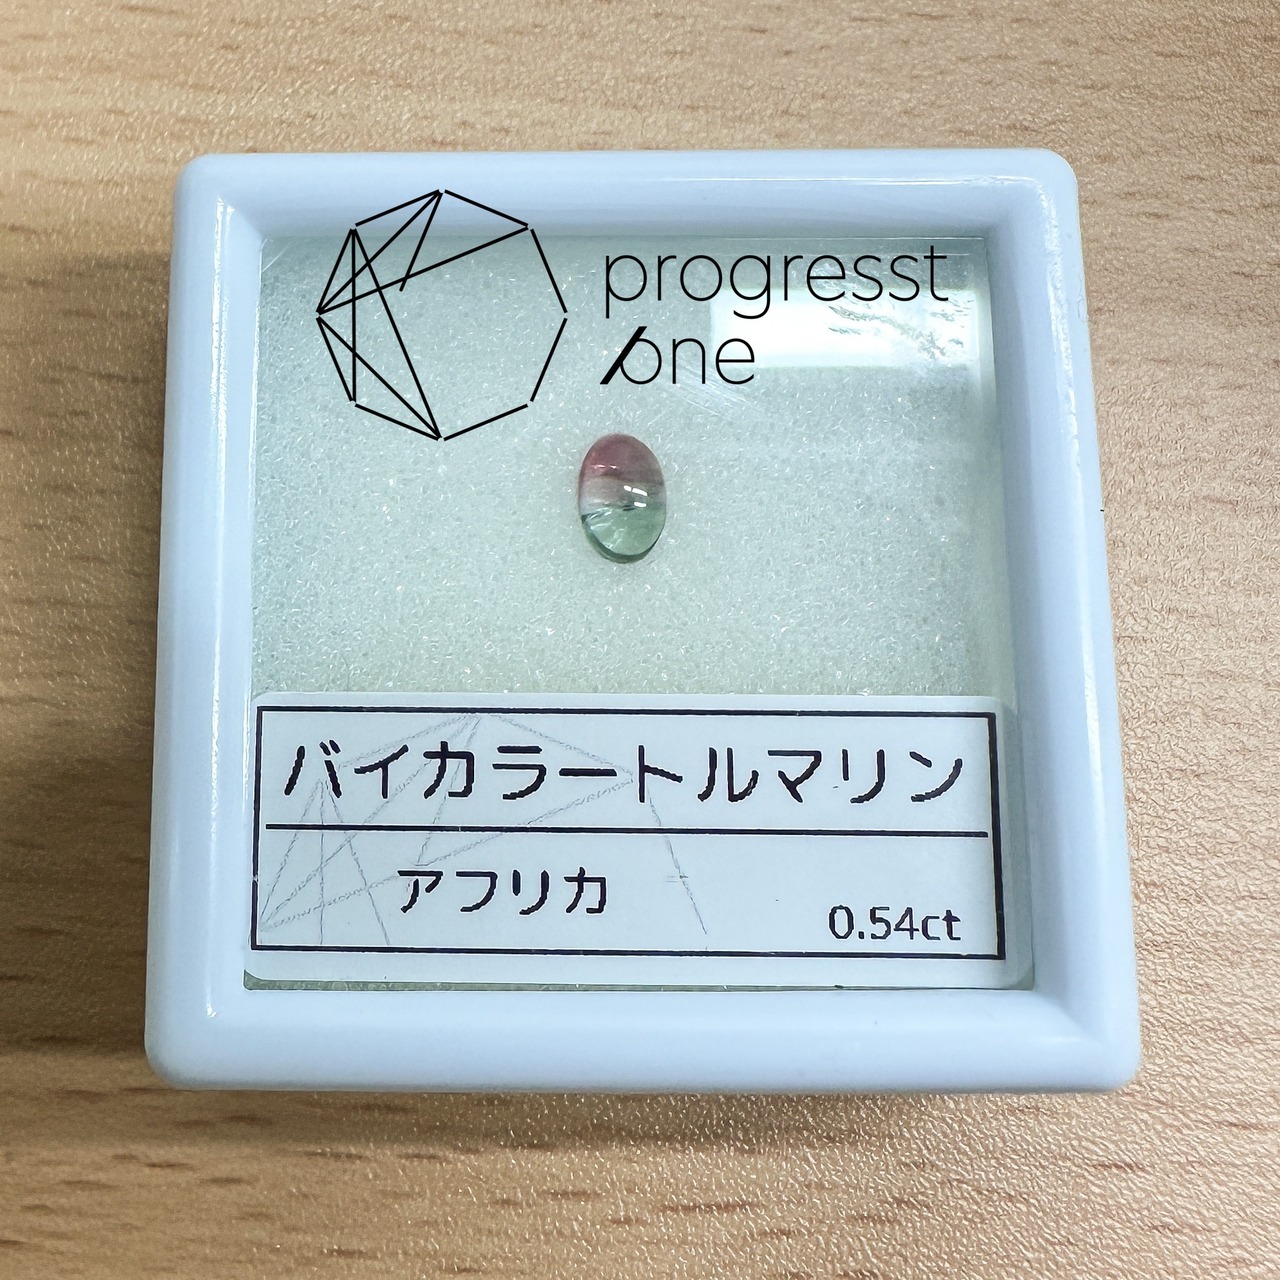 progresst
one
バイカラートルマリン
アフリカ
0.54ct